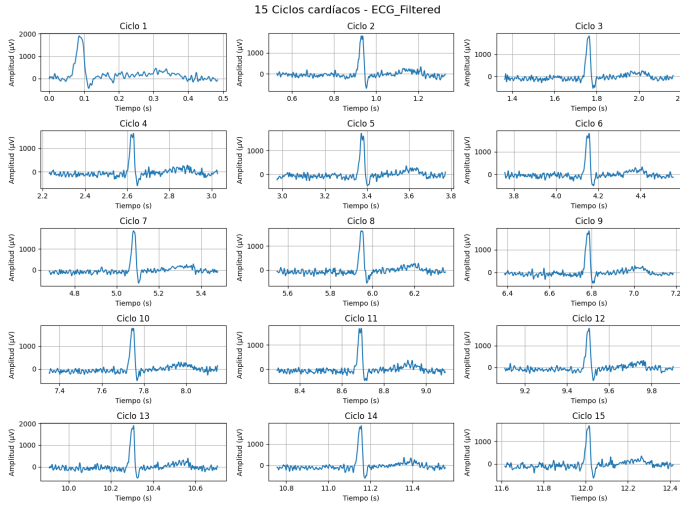 15 Ciclos cardíacos - ECG_Filtered
Ciclo 1
Ciclo 2
Ciclo 3
Amplitud (µV)
2000
1000
0
0.0 0.1 0.2 0.3 0.4 0.5
Tiempo (s)
Amplitud (µV)
1000
0
0.6 0.8 1.0 1.2
Tiempo (s)
Amplitud (µV)
1000
0
1.4 1.6 1.8 2.0
Tiempo (s)
Ciclo 4
Ciclo 5
Ciclo 6
Amplitud (µV)
1000
0
2.2 2.4 2.6 2.8 3.0
Tiempo (s)
Amplitud (µV)
1000
0
3.0 3.2 3.4 3.6 3.8
Tiempo (s)
Amplitud (µV)
1000
0
3.8 4.0 4.2 4.4
Tiempo (s)
Ciclo 7
Ciclo 8
Ciclo 9
Amplitud (µV)
1000
0
4.8 5.0 5.2 5.4
Tiempo (s)
Amplitud (µV)
1000
0
5.6 5.8 6.0 6.2
Tiempo (s)
Amplitud (µV)
1000
0
6.4 6.6 6.8 7.0 7.2
Tiempo (s)
Ciclo 10
Ciclo 11
Ciclo 12
Amplitud (µV)
1000
0
7.4 7.6 7.8 8.0
Tiempo (s)
Amplitud (µV)
1000
0
8.4 8.6 8.8 9.0
Tiempo (s)
Amplitud (µV)
1000
0
9.2 9.4 9.6 9.8
Tiempo (s)
Ciclo 13
Ciclo 14
Ciclo 15
Amplitud (µV)
2000
1000
0
10.0 10.2 10.4 10.6
Tiempo (s)
Amplitud (µV)
1000
0
10.8 11.0 11.2 11.4
Tiempo (s)
Amplitud (µV)
1000
0
11.6 11.8 12.0 12.2 12.4
Tiempo (s)